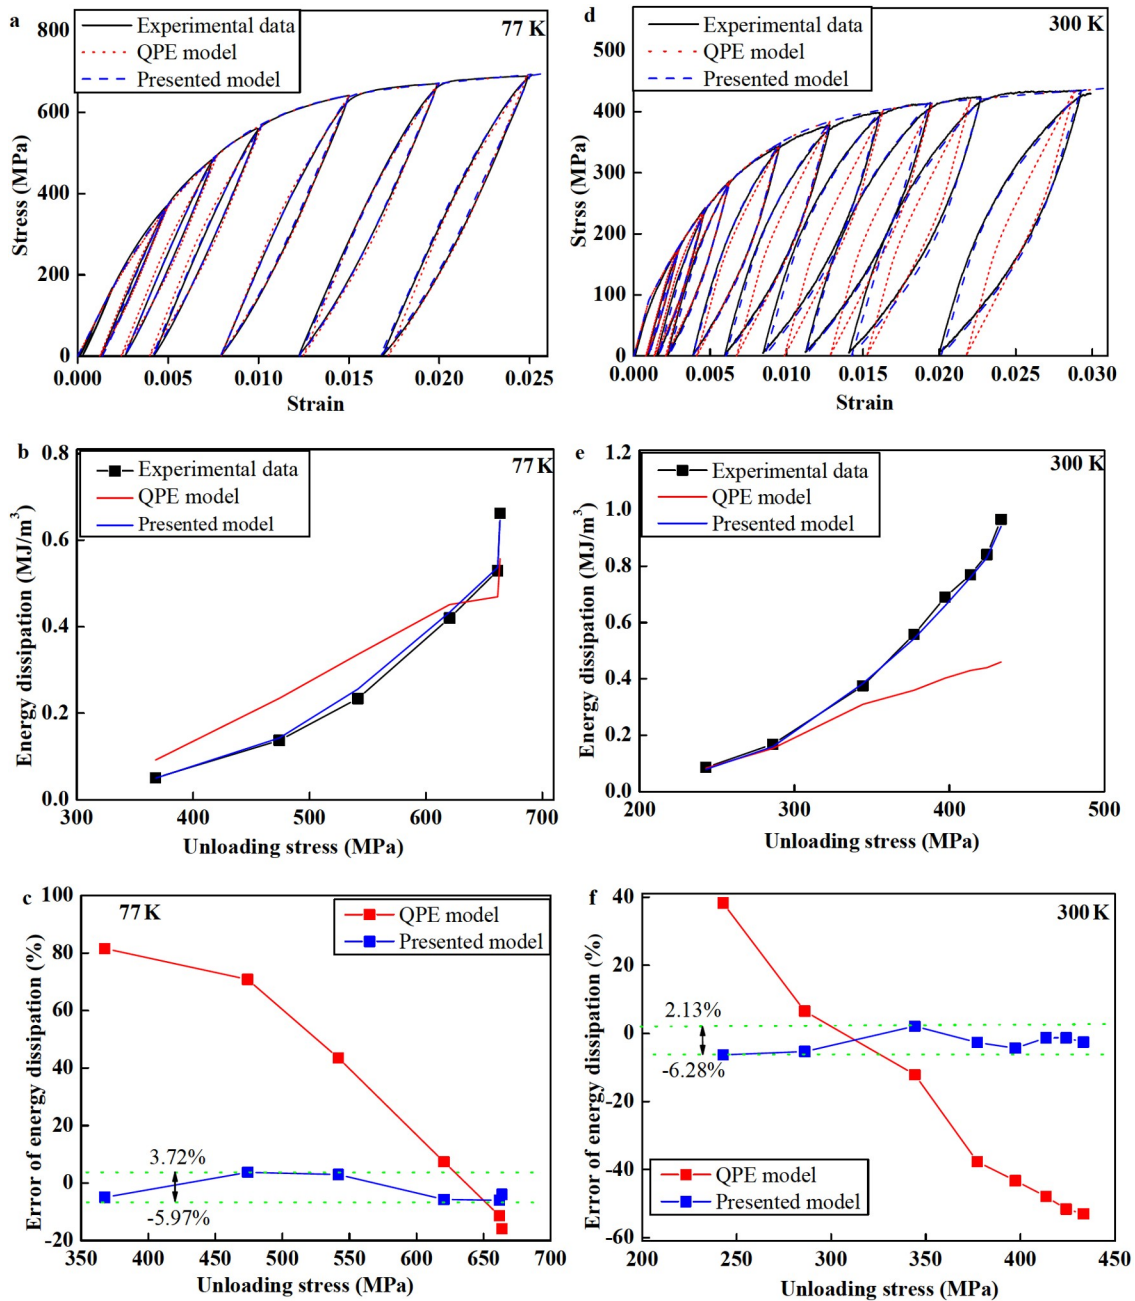 a
77 K
Experimental data
QPE model
Presented model
800
600
400
200
0
Stress (MPa)
0.000 0.005 0.010 0.015 0.020 0.025
Strain
d
300 K
Experimental data
QPE model
Presented model
500
400
300
200
100
0
Strss (MPa)
0.000 0.005 0.010 0.015 0.020 0.025 0.030
Strain
b
77 K
Experimental data
QPE model
Presented model
0.8
0.6
0.4
0.2
0.0
Energy dissipation (MJ/m³)
300 400 500 600 700
Unloading stress (MPa)
e
300 K
Experimental data
QPE model
Presented model
1.2
1.0
0.8
0.6
0.4
0.2
0.0
Energy dissipation (MJ/m³)
200 300 400 500
Unloading stress (MPa)
c
77 K
QPE model
Presented model
100
80
60
40
20
0
-20
3.72%
-5.97%
Error of energy dissipation (%)
350 400 450 500 550 600 650 700
Unloading stress (MPa)
f
300 K
40
20
0
-20
-40
-60
2.13%
-6.28%
QPE model
Presented model
Error of energy dissipation (%)
200 250 300 350 400 450
Unloading stress (MPa)